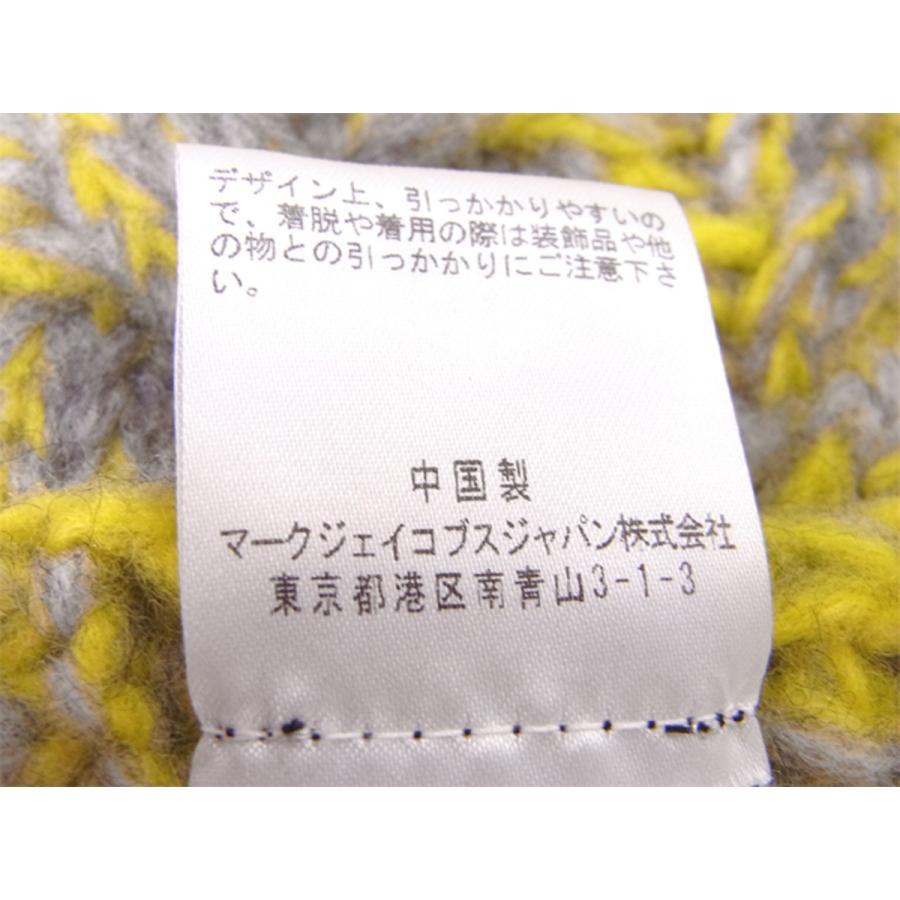 デザイン上、引っかかりやすいの
で、着脱や着用の際は装飾品や他
の物との引っかかりにご注意下さ
い。
中国製
マークジェイコブスジャパン株式会社
東京都港区南青山3-1-3